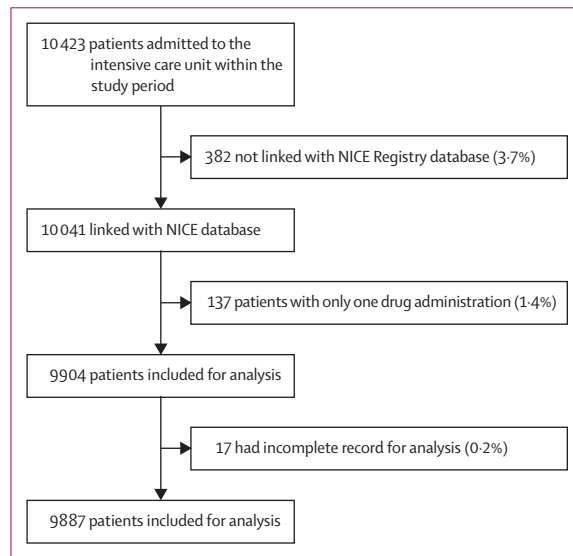 10 423 patients admitted to the
intensive care unit within the
study period
382 not linked with NICE Registry database (3·7%)
10 041 linked with NICE database
137 patients with only one drug administration (1·4%)
9904 patients included for analysis
17 had incomplete record for analysis (0·2%)
9887 patients included for analysis